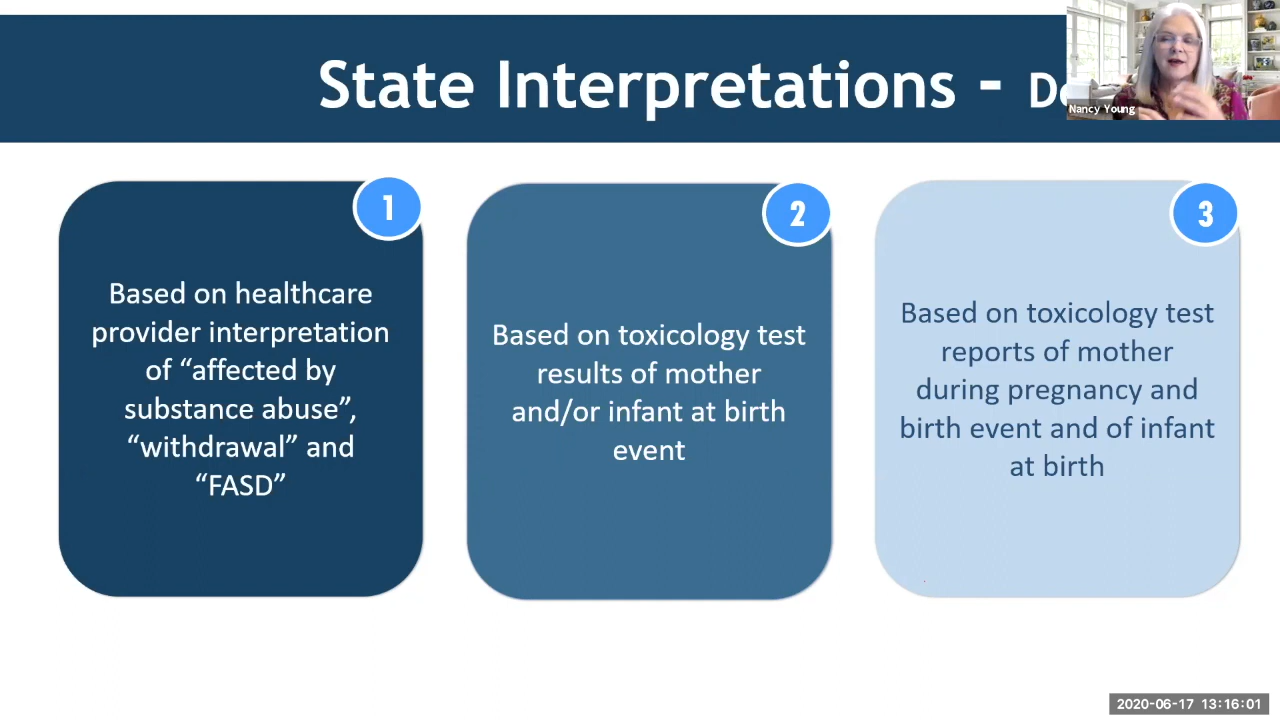 State Interpretations -
Nancy Young
1
Based on healthcare
provider interpretation
of “affected by
substance abuse”,
“withdrawal” and
“FASD”
2
Based on toxicology test
results of mother
and/or infant at birth
event
3
Based on toxicology test
reports of mother
during pregnancy and
birth event and of infant
at birth
2020-06-17 13:16:01